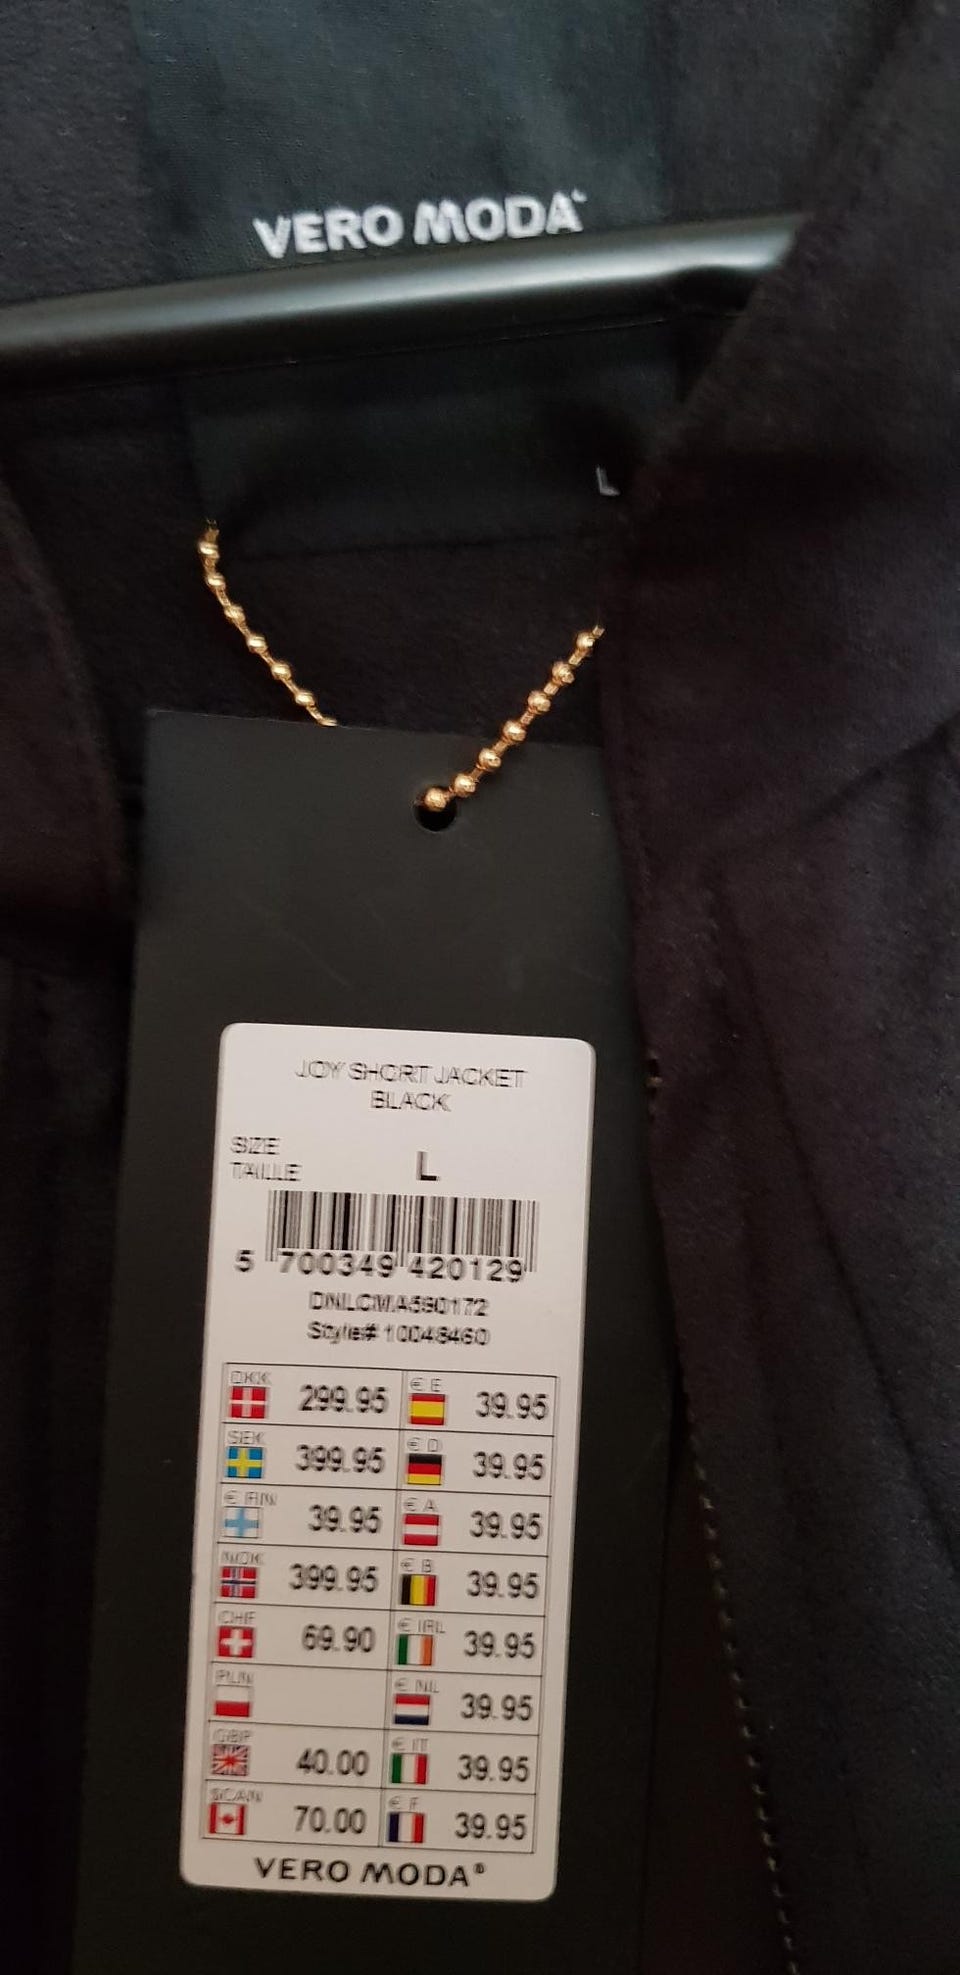 VERO MODA
L
JOY SHORT JACKET
BLACK
SIZE
TAILLE L
5 700349 420129
DNLCMA590172
Style# 10048460
DKK 299.95 € E 39.95
SEK 399.95 € D 39.95
€ FIN 39.95 € A 39.95
NOK 399.95 € B 39.95
CHF 69.90 € IRL 39.95
PLN € NL 39.95
GBP 40.00 € IT 39.95
$CAN 70.00 € F 39.95
VERO MODA®